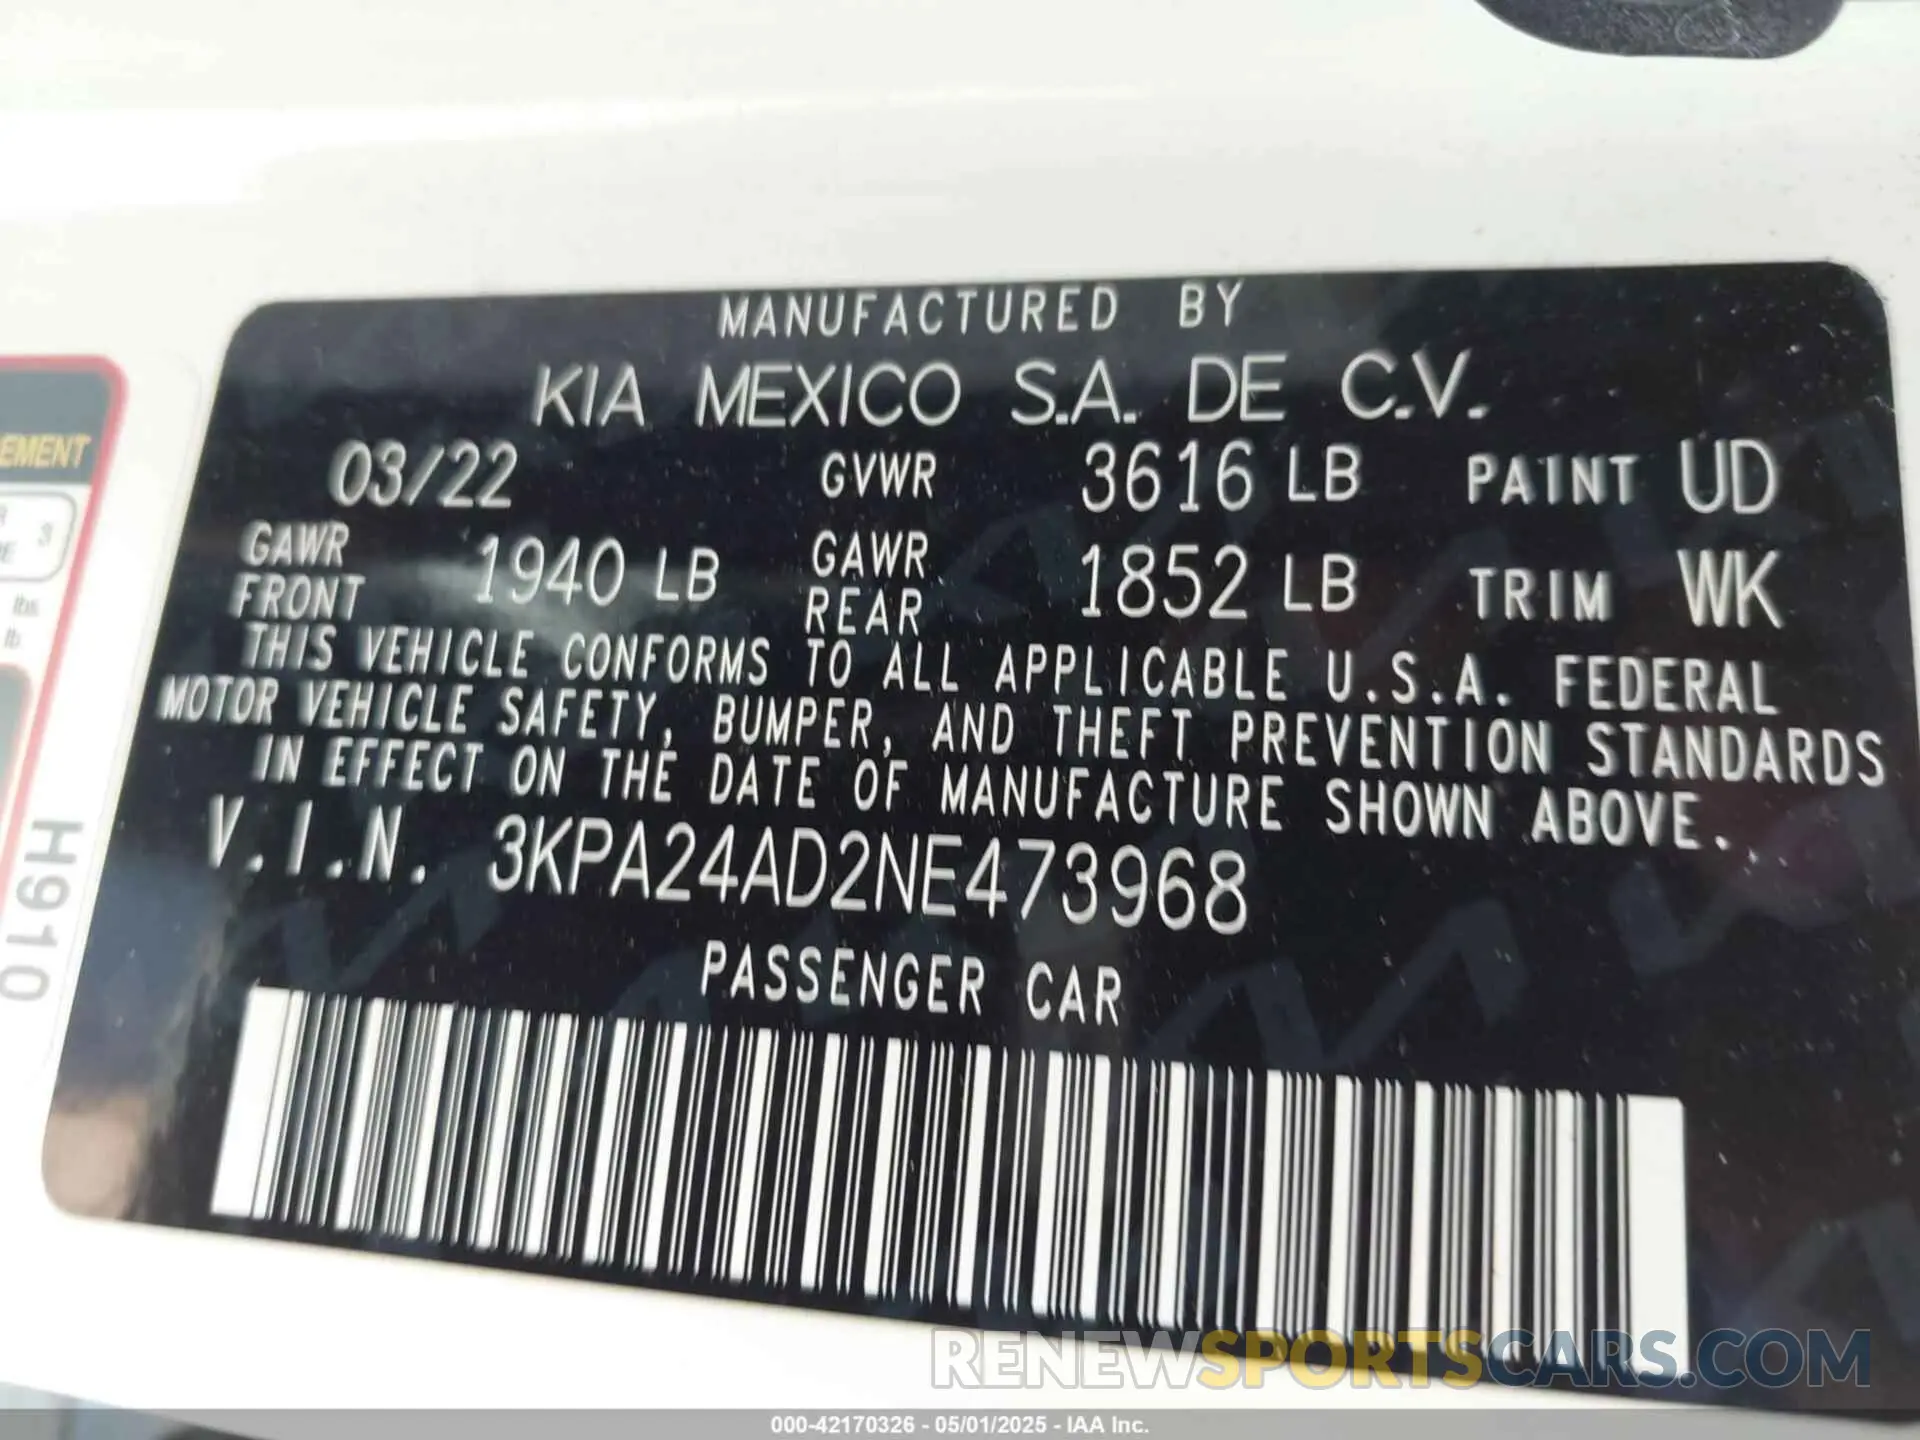 MANUFACTURED BY
KIA MEXICO S.A. DE C.V.
03/22 GVWR 3616 LB PAINT UD
GAWR FRONT 1940 LB GAWR REAR 1852 LB TRIM WK
THIS VEHICLE CONFORMS TO ALL APPLICABLE U.S.A. FEDERAL
MOTOR VEHICLE SAFETY, BUMPER, AND THEFT PREVENTION STANDARDS
IN EFFECT ON THE DATE OF MANUFACTURE SHOWN ABOVE.
V.I.N. 3KPA24AD2NE473968
PASSENGER CAR
3
lbs
lb
H910
RENEWSPORTSCARS.COM
000-42170326 - 05/01/2025 - IAA Inc.